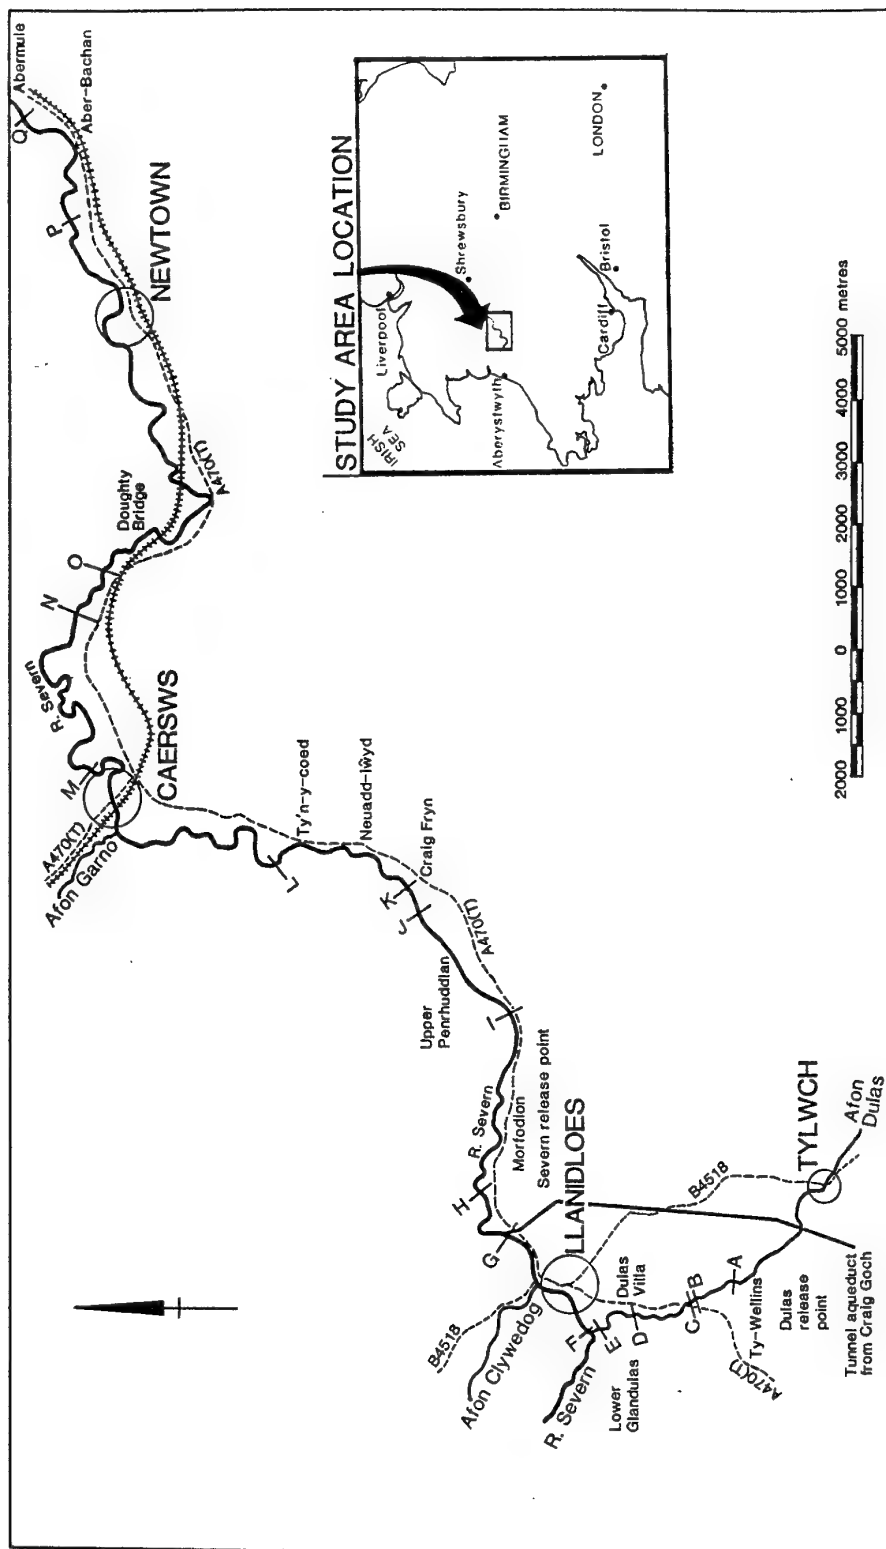 Abermule
Q
Aber-Bachan
P
NEWTOWN
A470(T)
Doughty
Bridge
O
N
R. Severn
M
CAERSWS
A470(T)
Afon Garno
Ty'n-y-coed
L
Neuadd-lŵyd
Craig Fryn
K
J
A470(T)
Upper
Penrhuddlan
I
R. Severn
Morfodion
Severn release point
H
G
LLANIDLOES
B4518
Afon Clywedog
B4518
F
E
R. Severn
Lower
Glandulas
D
Dulas
Villa
C
B
A
Ty-Wellins
A470(T)
Dulas
release
point
TYLWCH
Afon
Dulas
Tunnel aqueduct
from Craig Goch
STUDY AREA LOCATION
IRISH
SEA
Liverpool
Shrewsbury
BIRMINGHAM
Aberystwyth
LONDON
Cardiff
Bristol
2000 1000 0 1000 2000 3000 4000 5000 metres